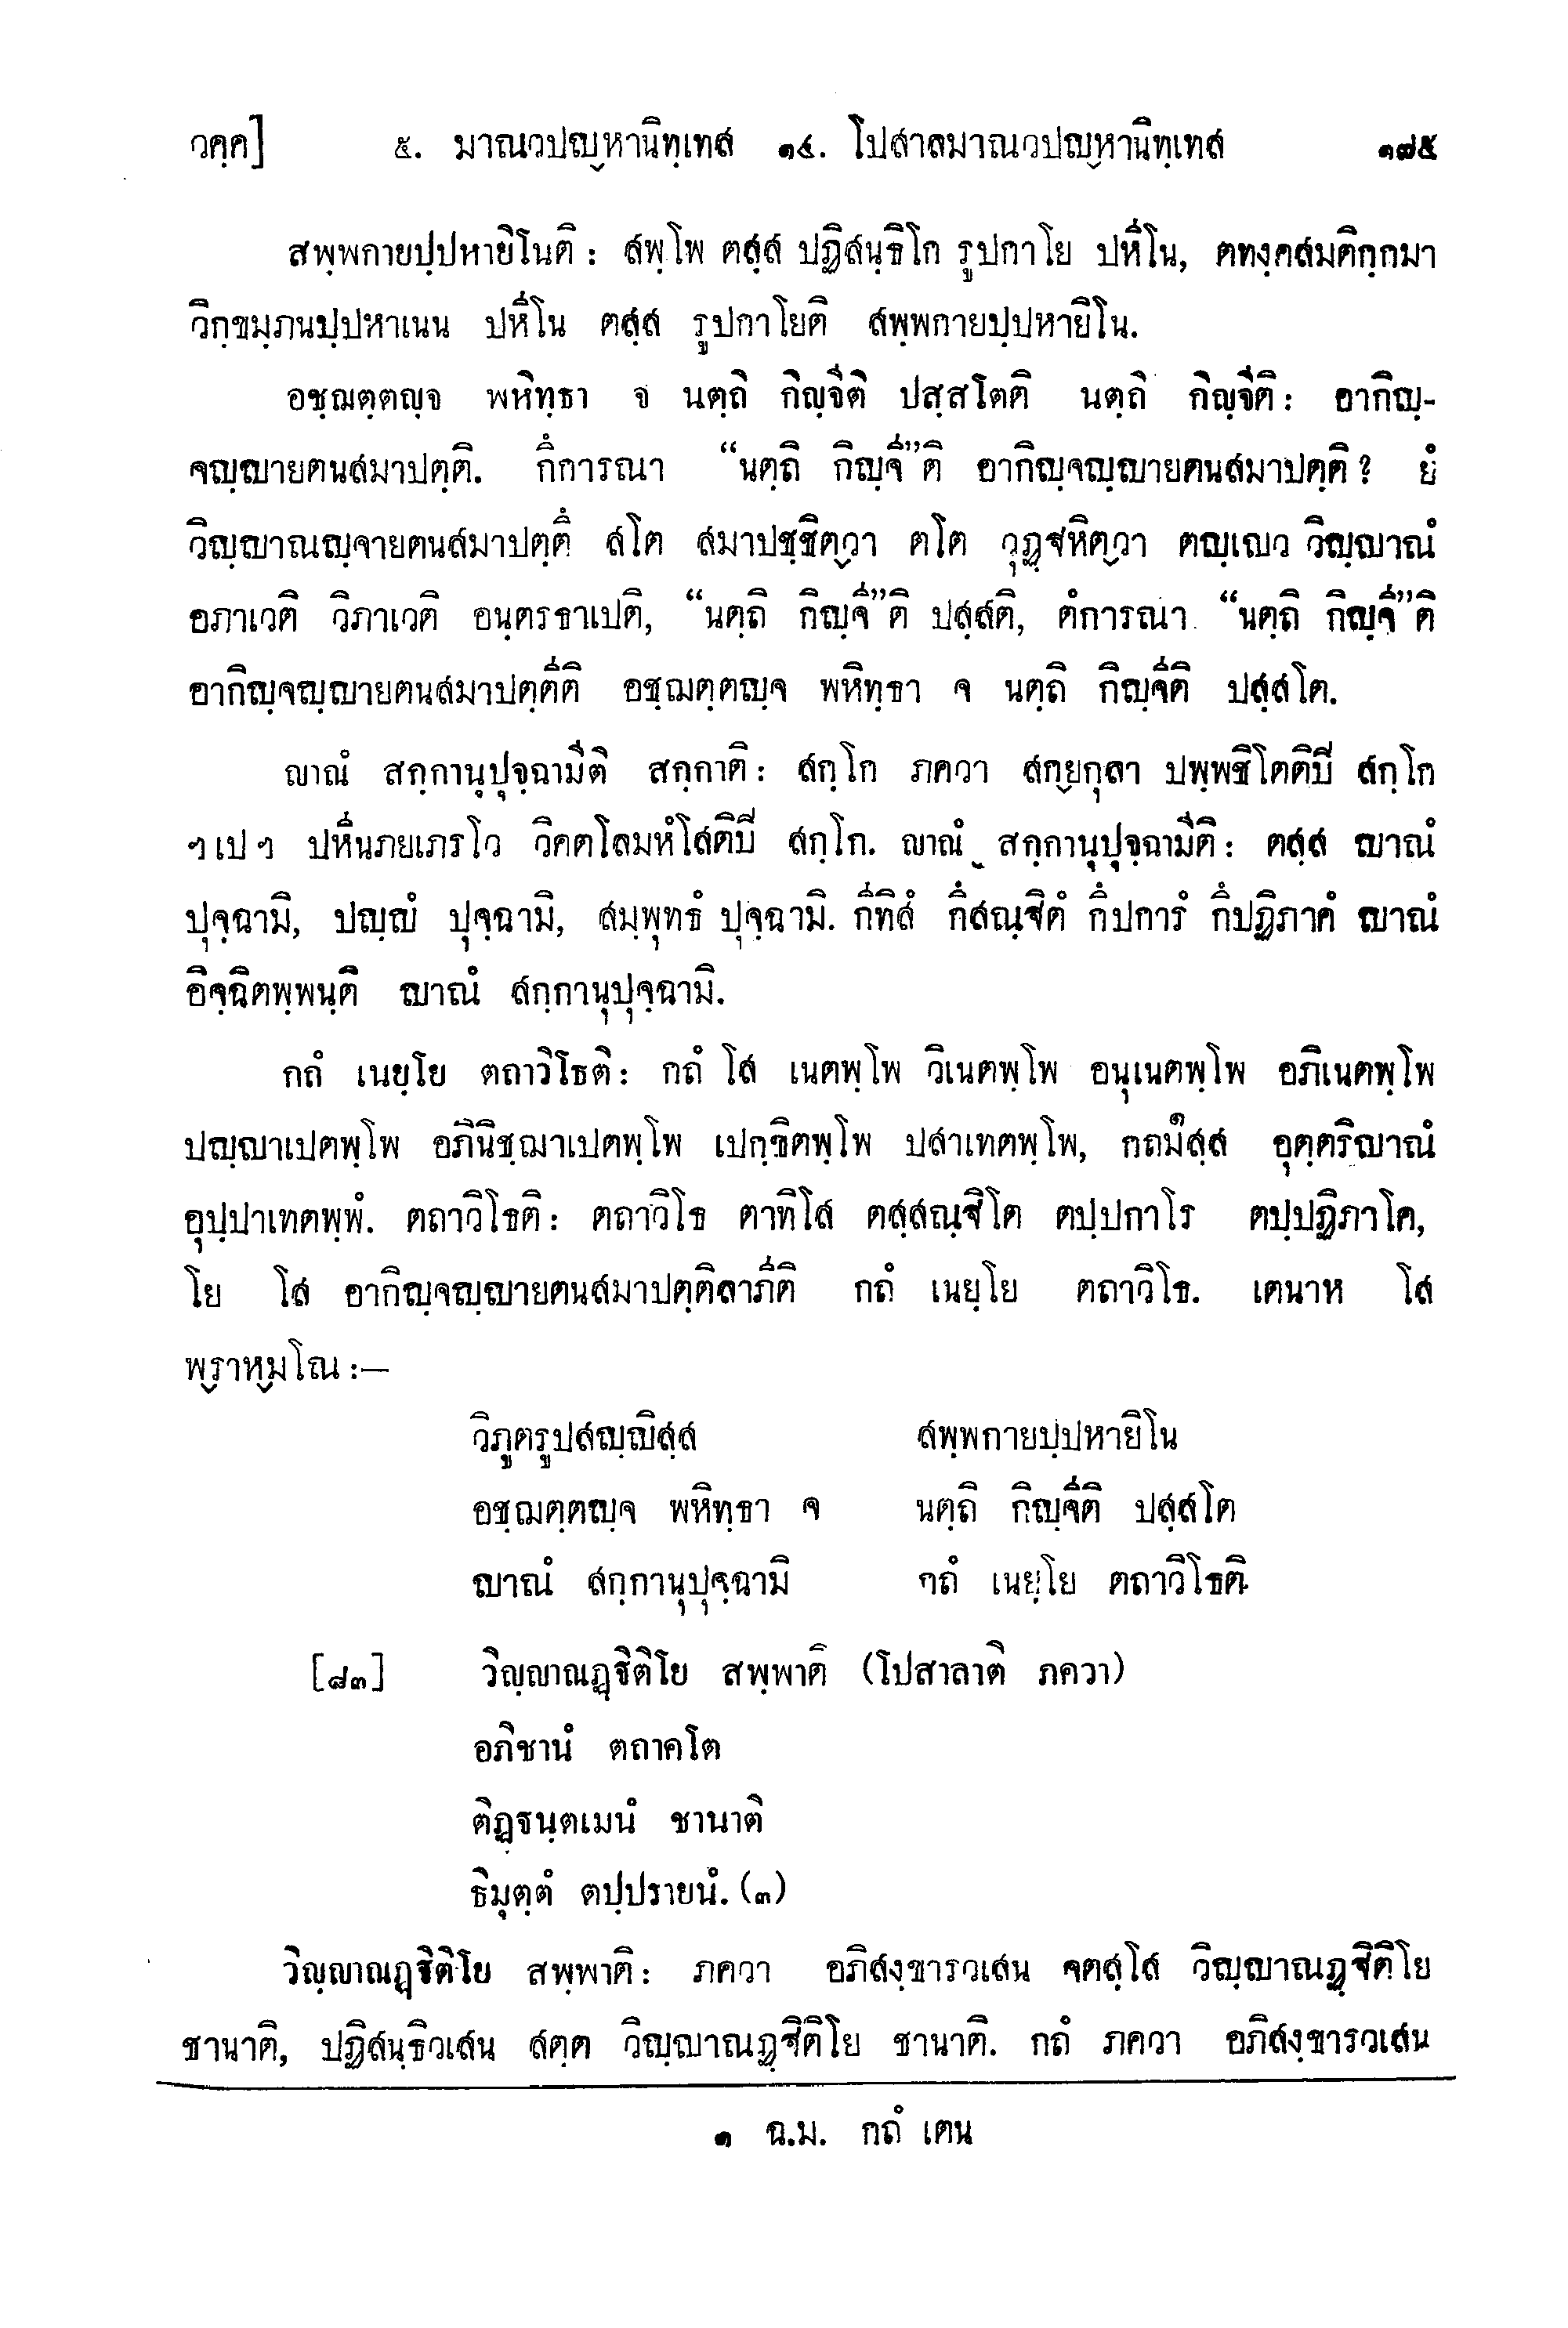 วคฺค]   ๕. มาณวปญฺหานิทฺเทส ๑๔. โปสาลมาณวปญฺหานิทฺเทส   ๑๗๕
สพฺพกายปฺปหายิโนติ : สพฺโพ ตสฺส ปฏิสนฺธิโก รูปกาโย ปหีโน, ตทงฺคสมติกฺกมา
วิกฺขมฺภนปฺปหาเนน ปหีโน ตสฺส รูปกาโยติ สพฺพกายปฺปหายิโน.
อชฺฌตฺตญฺจ พหิทฺธา จ นตฺถิ กิญฺจีติ ปสฺสโตติ นตฺถิ กิญฺจีติ : อากิญฺ-
จญฺญายตนสมาปตฺติ. กึการณา “นตฺถิ กิญฺจี”ติ อากิญฺจญฺญายตนสมาปตฺติ ? ยํ
วิญฺญาณญฺจายตนสมาปตฺตึ สโต สมาปชฺชิตฺวา ตโต วุฏฺฐหิตฺวา ตญฺเญว วิญฺญาณํ
อภาเวติ วิภาเวติ อนฺตรธาเปติ, “นตฺถิ กิญฺจี”ติ ปสฺสติ, ตํการณา “นตฺถิ กิญฺจี”ติ
อากิญฺจญฺญายตนสมาปตฺตีติ อชฺฌตฺตญฺจ พหิทฺธา จ นตฺถิ กิญฺจีติ ปสฺสโต.
ญาณํ สกฺกานุปุจฺฉามีติ สกฺกาติ : สกฺโก ภควา สกฺยกุลา ปพฺพชิโตติปี สกฺโก
ฯ เป ฯ ปหีนภยเภรโว วิคตโลมหํโสติปี สกฺโก. ญาณํ สกฺกานุปุจฺฉามีติ : ตสฺส ญาณํ
ปุจฺฉามิ, ปญฺญํ ปุจฺฉามิ, สมฺพุทธํ ปุจฺฉามิ. กีทิสํ กึสณฺฐิตํ กึปการํ กึปฏิภาคํ ญาณํ
อิจฺฉิตพฺพนฺติ ญาณํ สกฺกานุปุจฺฉามิ.
กถํ เนยฺโย ตถาวิโธติ : กถํ โส เนตพฺโพ วิเนตพฺโพ อนุเนตพฺโพ อภิเนตพฺโพ
ปญฺญาเปตพฺโพ อภินิชฺฌาเปตพฺโพ เปกฺขิตพฺโพ ปสาเทตพฺโพ, กถมสฺส๑ อุตฺตริญาณํ
อุปฺปาเทตพฺพํ. ตถาวิโธติ : ตถาวิโธ ตาทิโส ตสฺสณฺฐิโต ตปฺปกาโร ตปฺปฏิภาโค,
โย โส อากิญฺจญฺญายตนสมาปตฺติลาภีติ กถํ เนยฺโย ตถาวิโธ. เตนาห โส
พฺราหฺมโณ :—
วิภูตรูปสญฺญิสฺส   สพฺพกายปฺปหายิโน
อชฺฌตฺตญฺจ พหิทฺธา จ   นตฺถิ กิญฺจีติ ปสฺสโต
ญาณํ สกฺกานุปุจฺฉามิ   กถํ เนยฺโย ตถาวิโธติ.
[๘๓]   วิญฺญาณฏฺฐิติโย สพฺพาติ (โปสาลาติ ภควา)
อภิชานํ ตถาคโต
ติฏฺฐนฺตเมนํ ชานาติ
ธิมุตฺตํ ตปฺปรายนํ. (๓)
วิญฺญาณฏฺฐิติโย สพฺพาติ : ภควา อภิสงฺขารวเสน จตสฺโส วิญฺญาณฏฺฐิติโย
ชานาติ, ปฏิสนฺธิวเสน สตฺต วิญฺญาณฏฺฐิติโย ชานาติ. กถํ ภควา อภิสงฺขารวเสน
๑ ฉ.ม. กถํ เตน